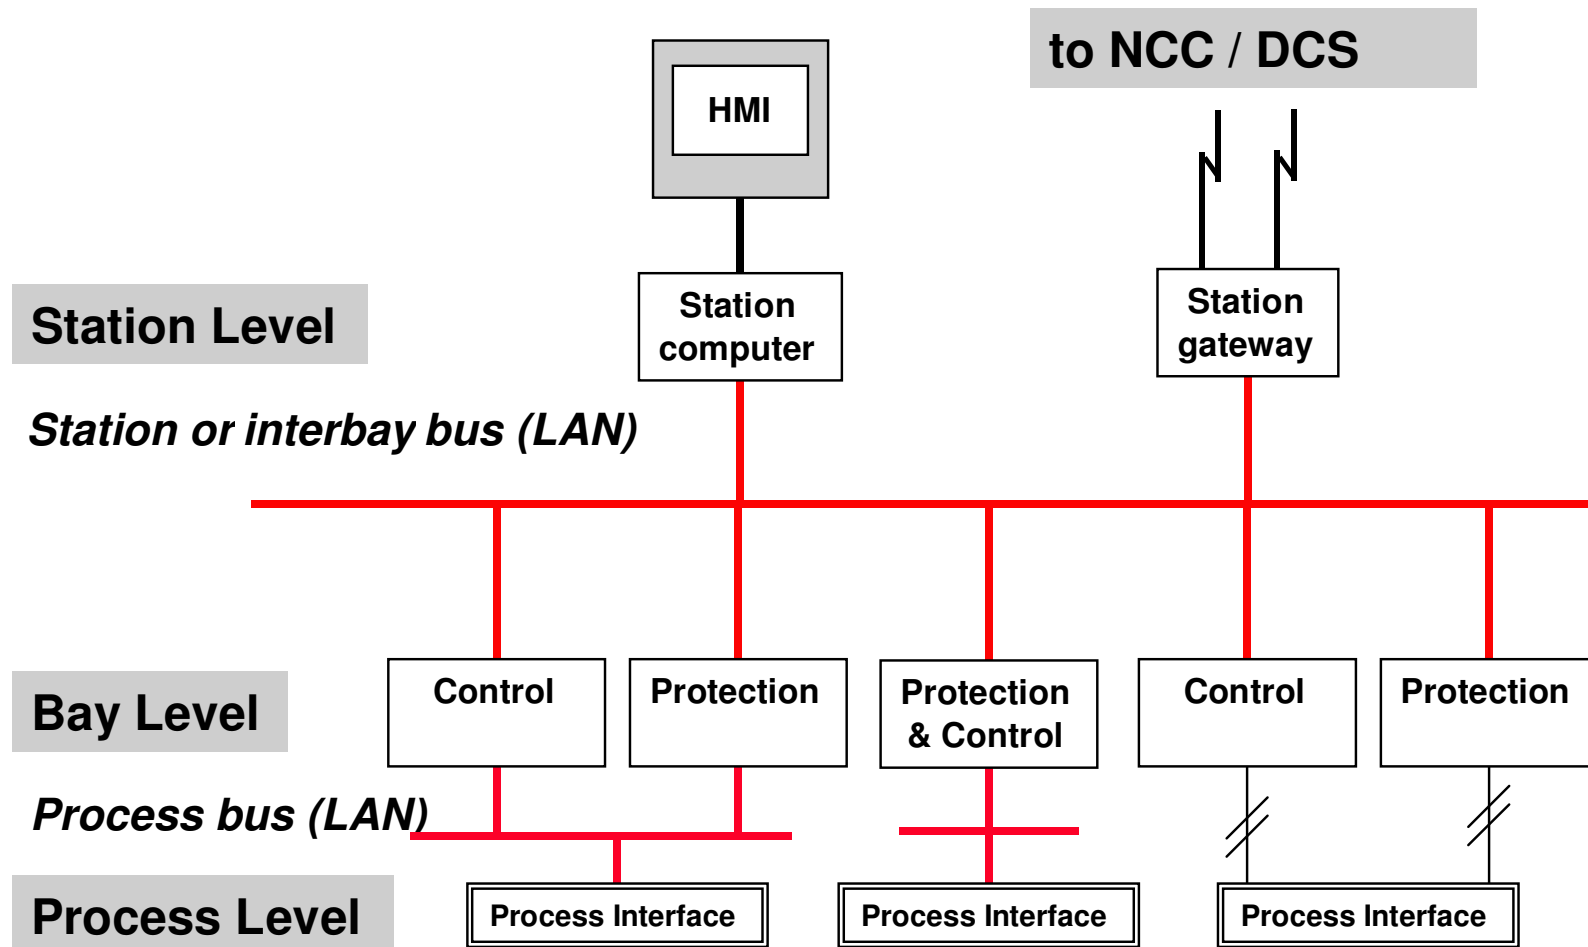 to NCC / DCS
HMI
Station
computer
Station
gateway
Station Level
Station or interbay bus (LAN)
Control
Protection
Protection
& Control
Control
Protection
Bay Level
Process bus (LAN)
Process Level
Process Interface
Process Interface
Process Interface